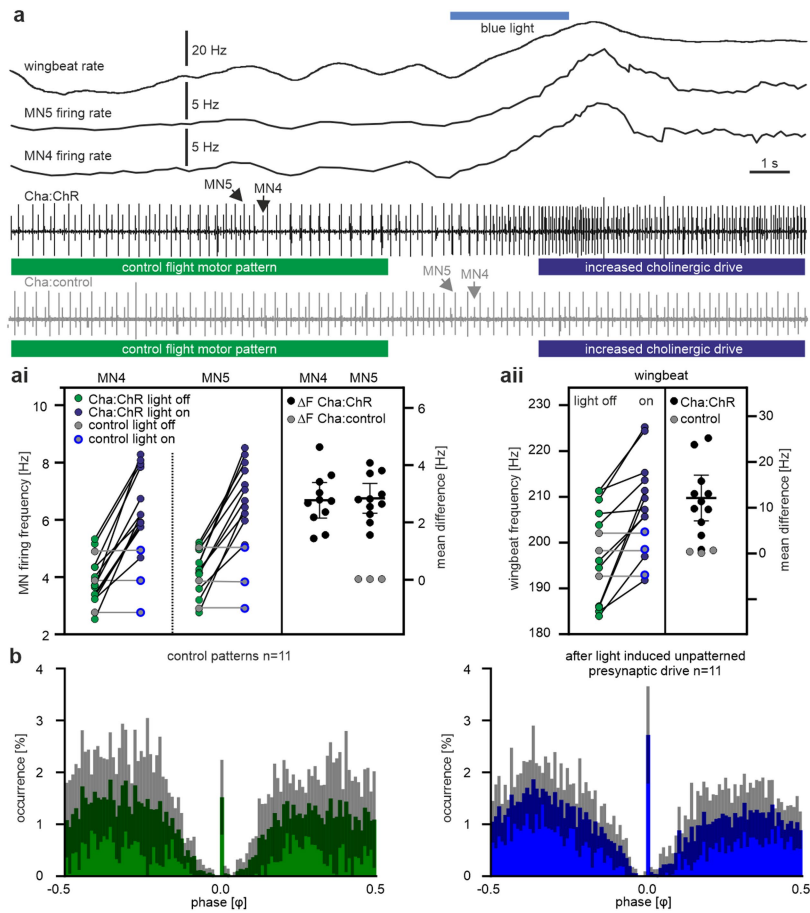 a
blue light
20 Hz
wingbeat rate
5 Hz
MN5 firing rate
5 Hz
MN4 firing rate
1 s
Cha:ChR
MN5
MN4
control flight motor pattern
increased cholinergic drive
Cha:control
MN5
MN4
control flight motor pattern
increased cholinergic drive
ai
MN4
MN5
Cha:ChR light off
Cha:ChR light on
control light off
control light on
MN4
MN5
ΔF Cha:ChR
ΔF Cha:control
10
8
6
4
2
MN firing frequency [Hz]
6
4
2
0
mean difference [Hz]
aii
wingbeat
light off
on
Cha:ChR
control
230
220
210
200
190
180
wingbeat frequency [Hz]
30
20
10
0
mean difference [Hz]
b
control patterns n=11
4
3
2
1
0
occurrence [%]
-0.5
0.0
0.5
phase [φ]
after light induced unpatterned
presynaptic drive n=11
4
3
2
1
0
occurrence [%]
-0.5
0.0
0.5
phase [φ]